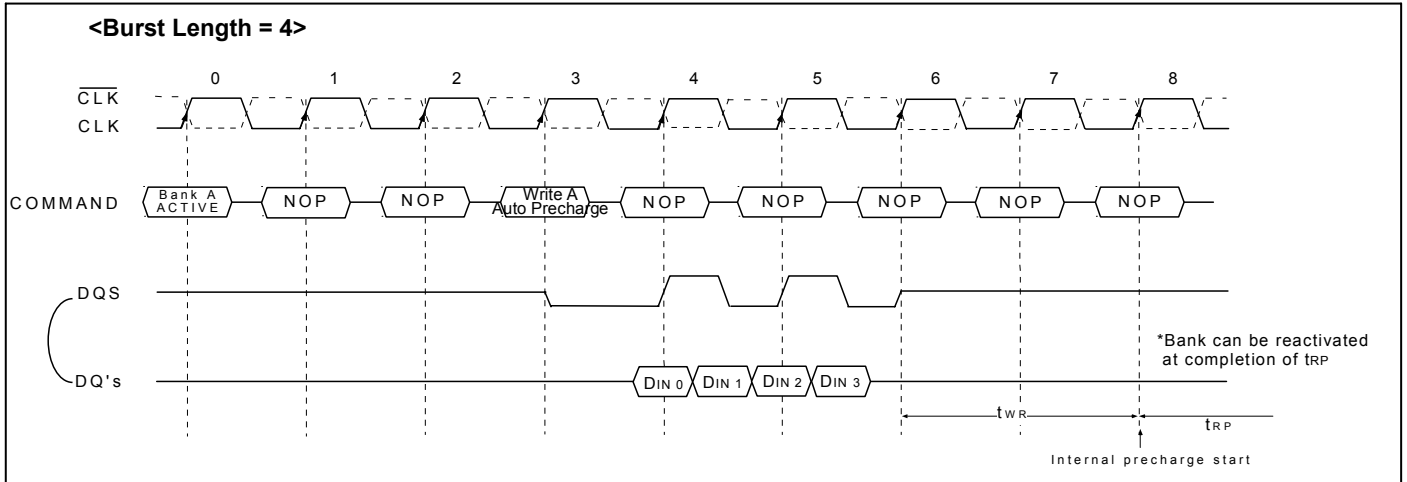 <Burst Length = 4>
0 1 2 3 4 5 6 7 8
CLK
CLK
COMMAND
Bank A
ACTIVE
NOP
NOP
Write A
Auto Precharge
NOP
NOP
NOP
NOP
NOP
DQS
*Bank can be reactivated
at completion of tRP
DQ's
DIN 0
DIN 1
DIN 2
DIN 3
tWR
tRP
Internal precharge start